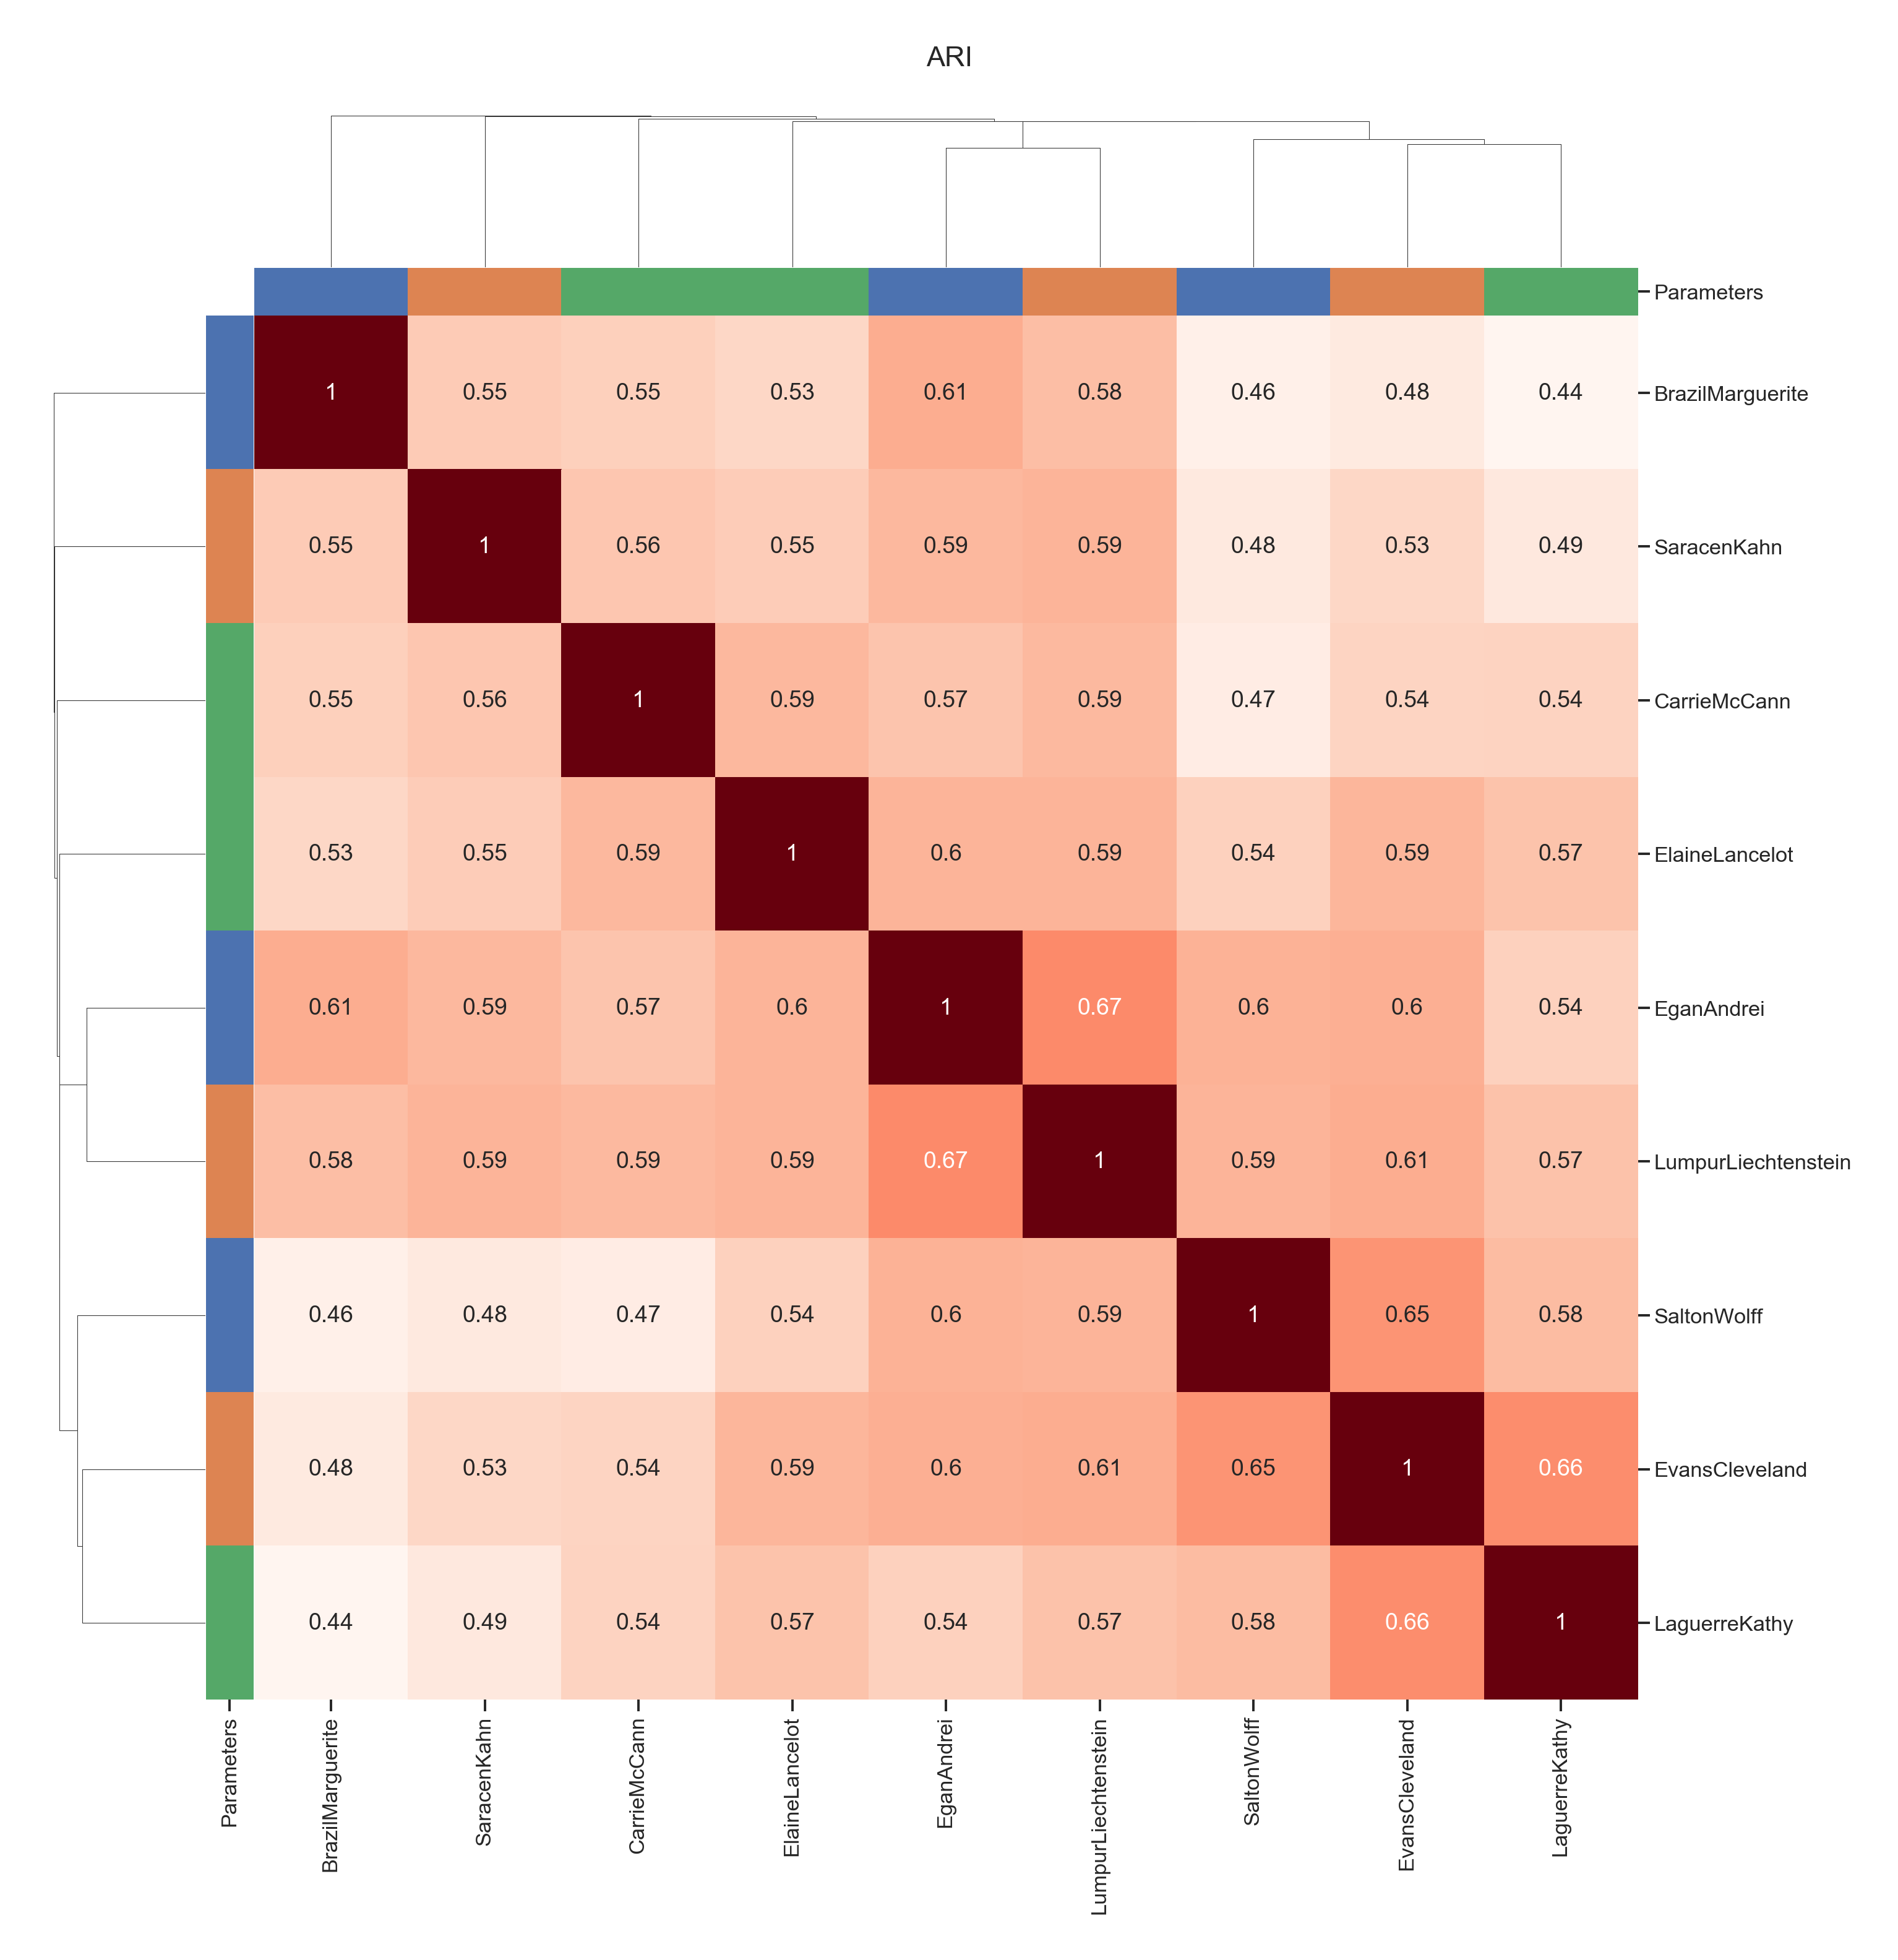 ARI
Parameters
1 0.55 0.55 0.53 0.61 0.58 0.46 0.48 0.44 BrazilMarguerite
0.55 1 0.56 0.55 0.59 0.59 0.48 0.53 0.49 SaracenKahn
0.55 0.56 1 0.59 0.57 0.59 0.47 0.54 0.54 CarrieMcCann
0.53 0.55 0.59 1 0.6 0.59 0.54 0.59 0.57 ElaineLancelot
0.61 0.59 0.57 0.6 1 0.67 0.6 0.6 0.54 EganAndrei
0.58 0.59 0.59 0.59 0.67 1 0.59 0.61 0.57 LumpurLiechtenstein
0.46 0.48 0.47 0.54 0.6 0.59 1 0.65 0.58 SaltonWolff
0.48 0.53 0.54 0.59 0.6 0.61 0.65 1 0.66 EvansCleveland
0.44 0.49 0.54 0.57 0.54 0.57 0.58 0.66 1 LaguerreKathy
Parameters
BrazilMarguerite
SaracenKahn
CarrieMcCann
ElaineLancelot
EganAndrei
LumpurLiechtenstein
SaltonWolff
EvansCleveland
LaguerreKathy